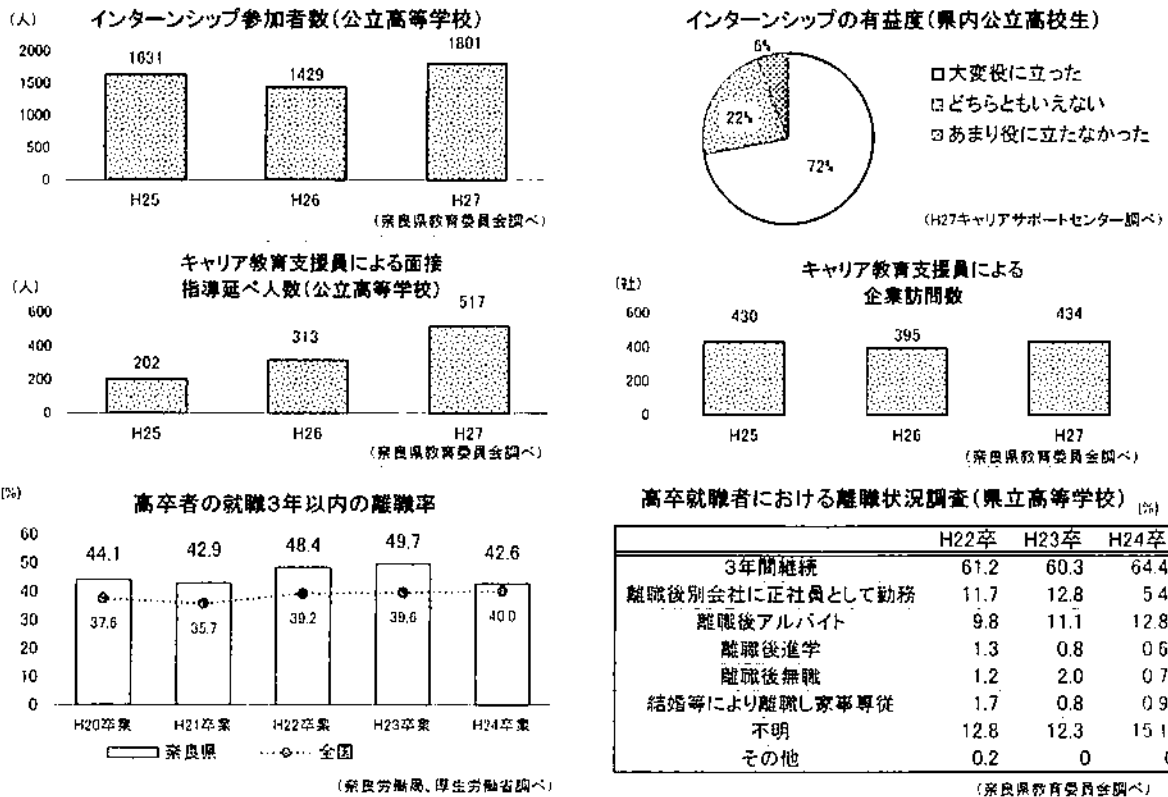 インターンシップ参加者数(公立高等学校)
(人)
2000
1500
1000
500
0
1631
1429
1801
H25
H26
H27
(奈良県教育委員会調べ)
インターンシップの有益度(県内公立高校生)
6%
22%
72%
大変役に立った
どちらともいえない
あまり役に立たなかった
(H27キャリアサポートセンター調べ)
キャリア教育支援員による面接
指導延べ人数(公立高等学校)
(人)
600
400
200
0
202
313
517
H25
H26
H27
(奈良県教育委員会調べ)
キャリア教育支援員による
企業訪問数
(社)
600
400
200
0
430
395
434
H25
H26
H27
(奈良県教育委員会調べ)
高卒者の就職3年以内の離職率
(%)
60
50
40
30
20
10
0
44.1
42.9
48.4
49.7
42.6
37.6
35.7
39.2
39.6
40.0
H20卒業
H21卒業
H22卒業
H23卒業
H24卒業
奈良県
全国
(奈良労働局、厚生労働省調べ)
高卒就職者における離職状況調査(県立高等学校) (%)
H22卒 H23卒 H24卒
3年間継続 61.2 60.3 64.4
離職後別会社に正社員として勤務 11.7 12.8 5.4
離職後アルバイト 9.8 11.1 12.8
離職後進学 1.3 0.8 0.6
離職後無職 1.2 2.0 0.7
結婚等により離職し家事専従 1.7 0.8 0.9
不明 12.8 12.3 15.1
その他 0.2 0
(奈良県教育委員会調べ)